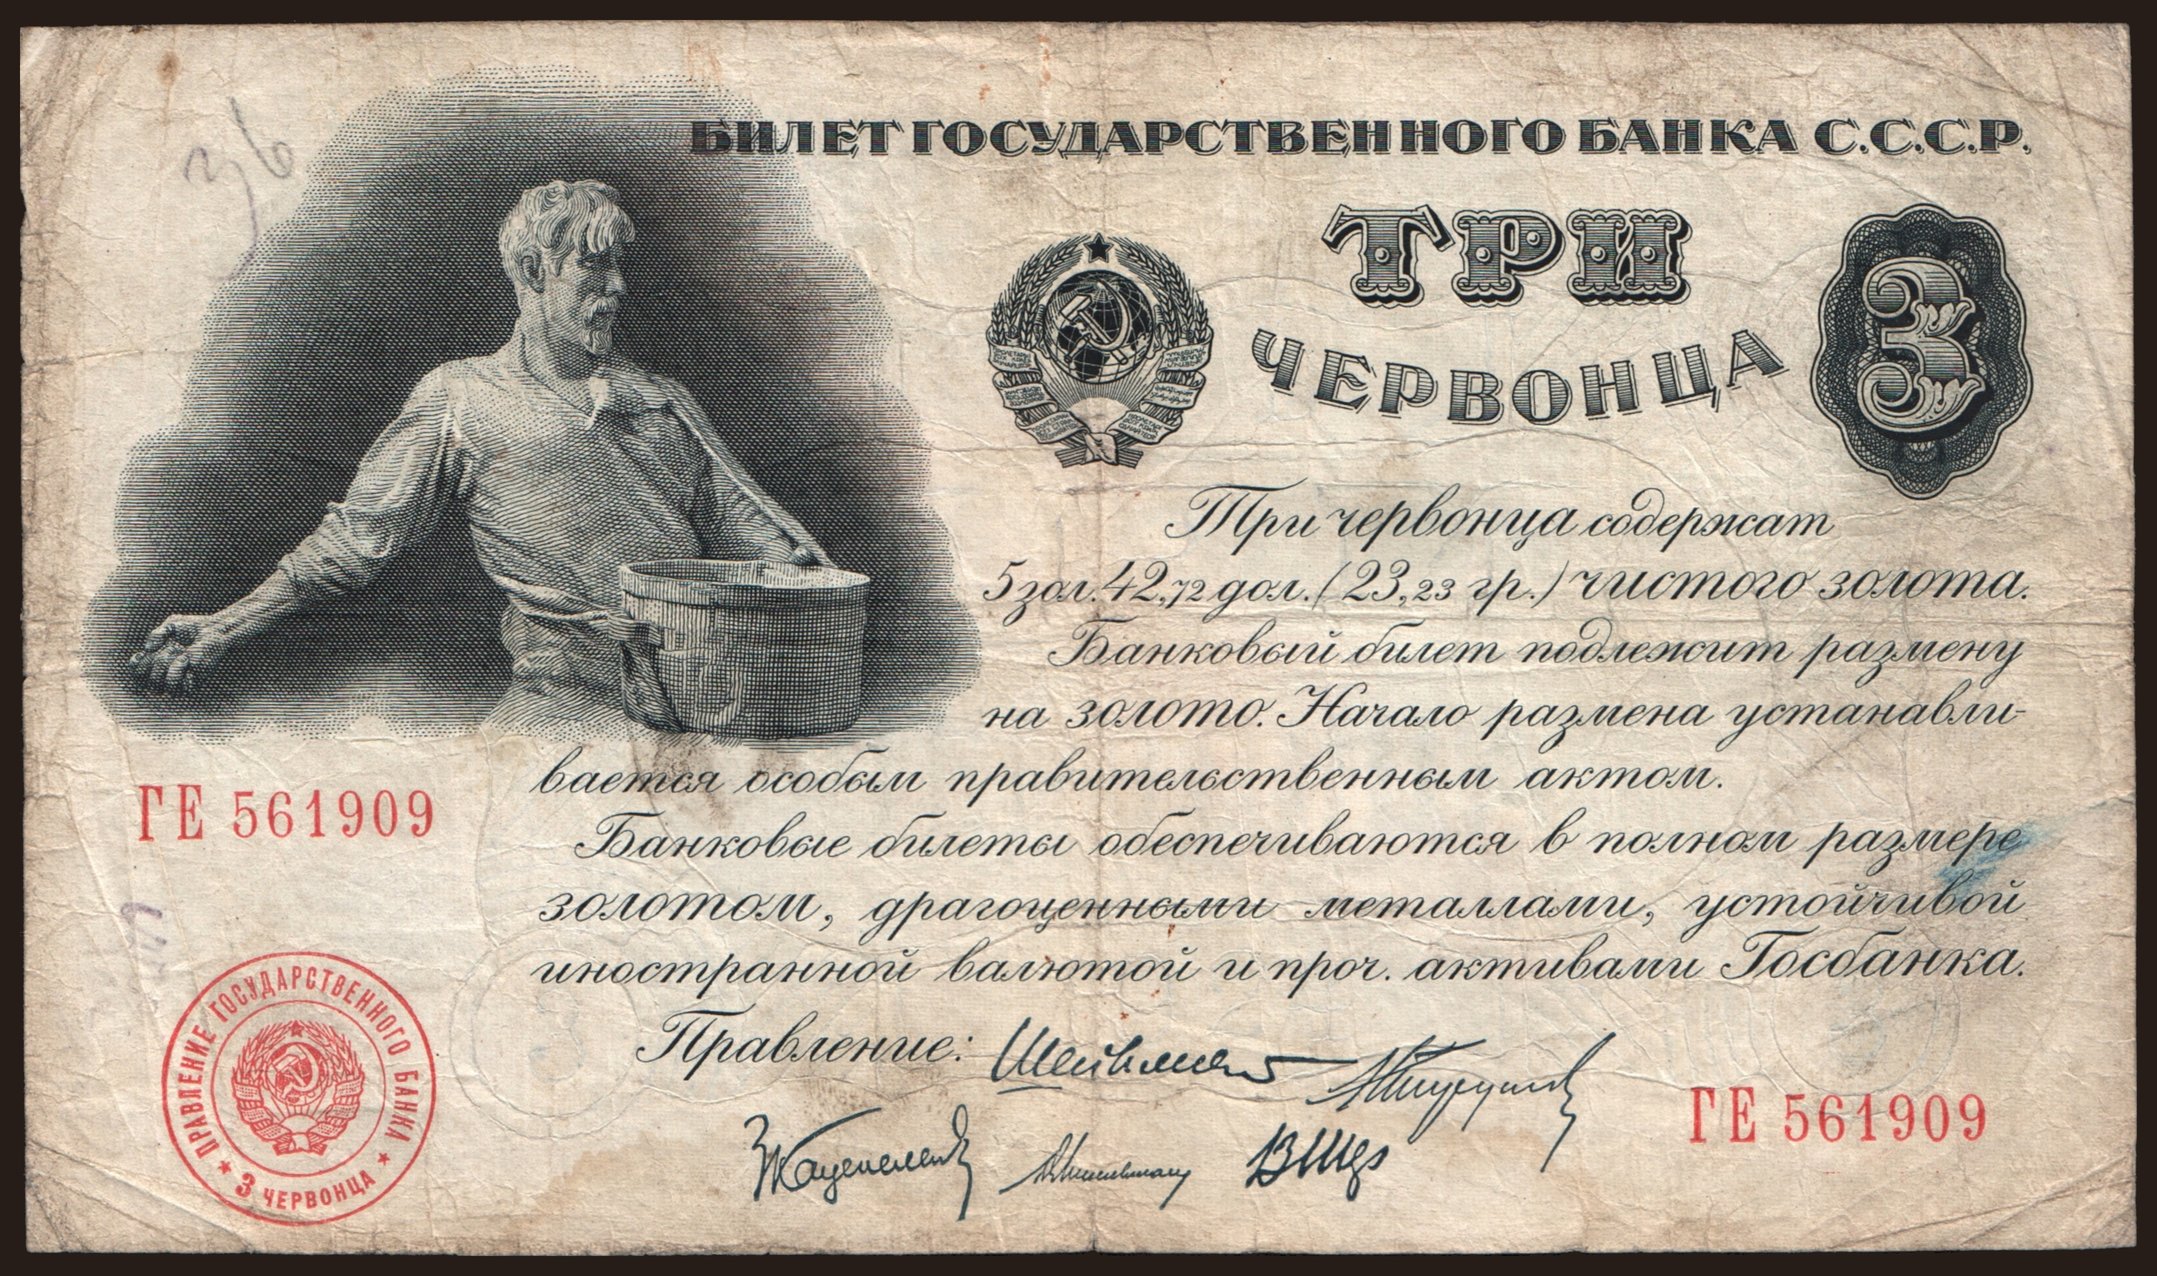 БИЛЕТ ГОСУДАРСТВЕННОГО БАНКА С.С.С.Р.
ТРИ
ЧЕРВОНЦА
3
Три червонца содержат
5 зол. 42,72 дол. (23,23 гр.) чистого золота.
Банковый билет подлежит размену
на золото. Начало размена устанавли-
вается особым правительственным актом.
Банковые билеты обеспечиваются в полном размере
золотом, драгоценными металлами, устойчивой
иностранной валютой и проч. активами Госбанка.
Правление:
ГЕ 561909
ГЕ 561909
ПРАВЛЕНИЕ ГОСУДАРСТВЕННОГО БАНКА
3 ЧЕРВОНЦА
36